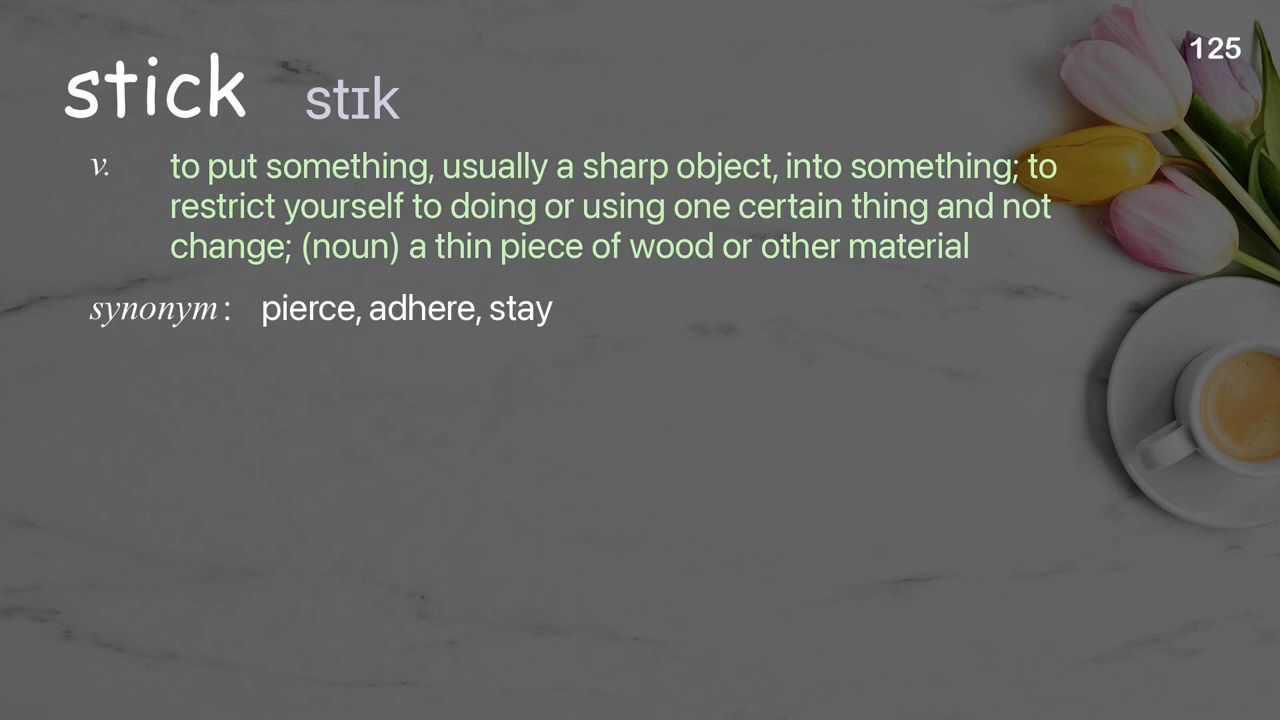 125
stick stɪk
v. to put something, usually a sharp object, into something; to
restrict yourself to doing or using one certain thing and not
change; (noun) a thin piece of wood or other material
synonym: pierce, adhere, stay